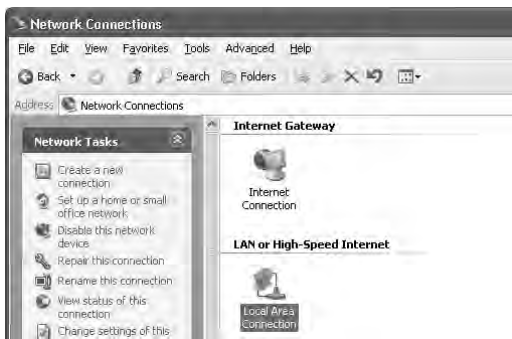 Network Connections
File Edit View Favorites Tools Advanced Help
Back Search Folders
Address Network Connections
Network Tasks
Create a new
connection
Set up a home or small
office network
Disable this network
device
Repair this connection
Rename this connection
View status of this
connection
Change settings of this
Internet Gateway
Internet
Connection
LAN or High-Speed Internet
Local Area
Connection